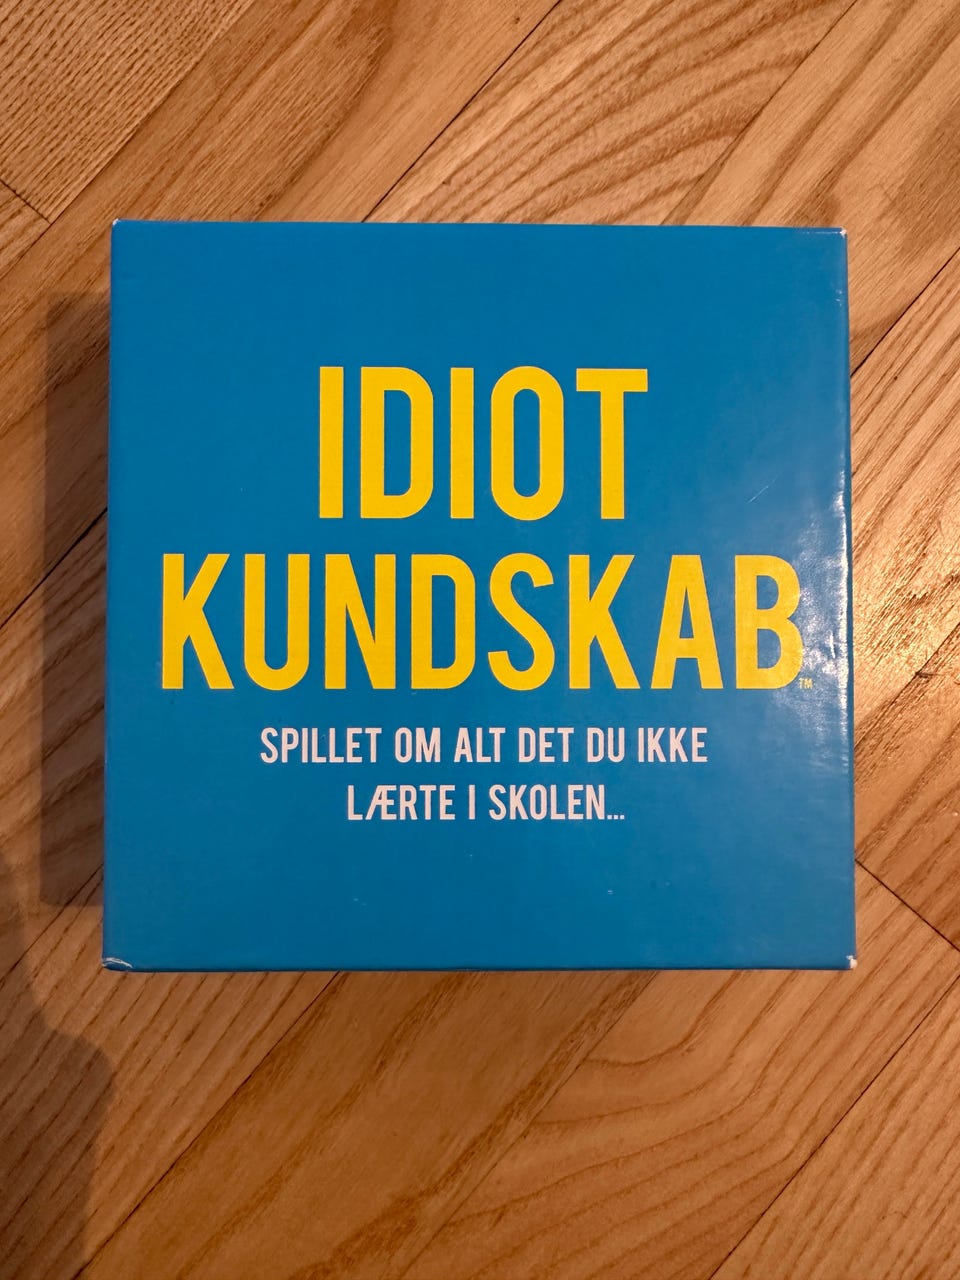 IDIOT
KUNDSKAB™
SPILLET OM ALT DET DU IKKE
LÆRTE I SKOLEN...